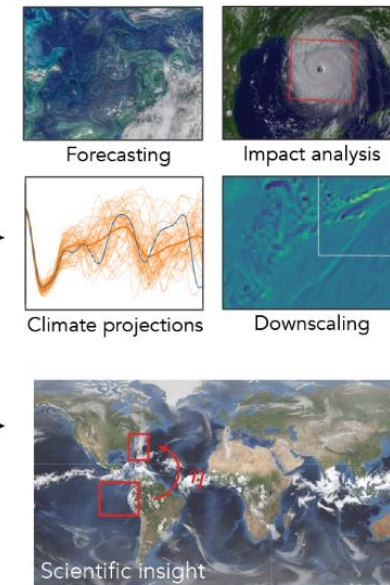 Forecasting
Impact analysis
Climate projections
Downscaling
η
Scientific insight